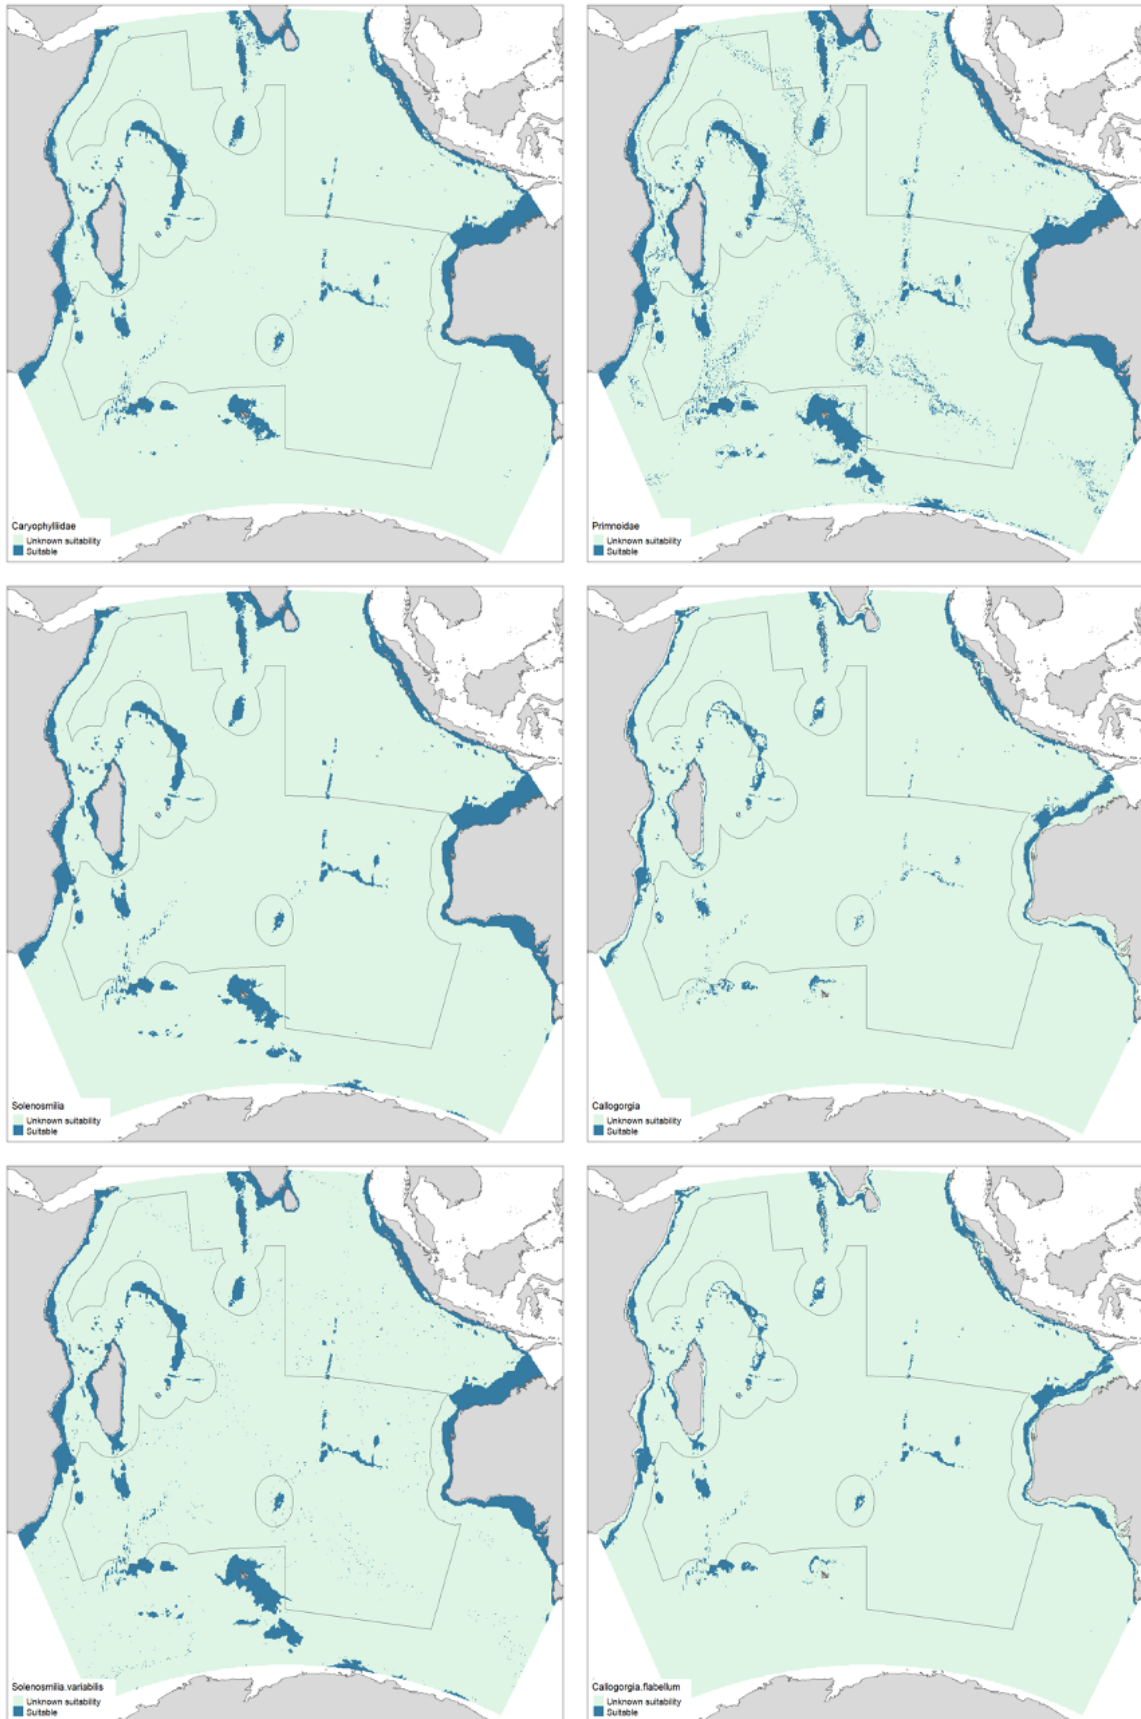 Caryophyllidae
Unknown suitability
Suitable
Primnoidae
Unknown suitability
Suitable
Solenosmilia
Unknown suitability
Suitable
Callogorgia
Unknown suitability
Suitable
Solenosmilia.variabilis
Unknown suitability
Suitable
Callogorgia.flabellum
Unknown suitability
Suitable